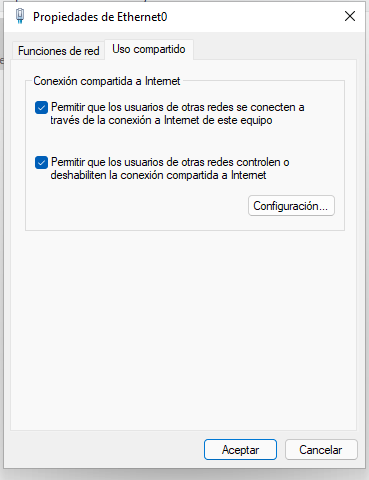 Propiedades de Ethernet0
Funciones de red
Uso compartido
Conexión compartida a Internet
Permitir que los usuarios de otras redes se conecten a
través de la conexión a Internet de este equipo
Permitir que los usuarios de otras redes controlen o
deshabiliten la conexión compartida a Internet
Configuración...
Aceptar
Cancelar